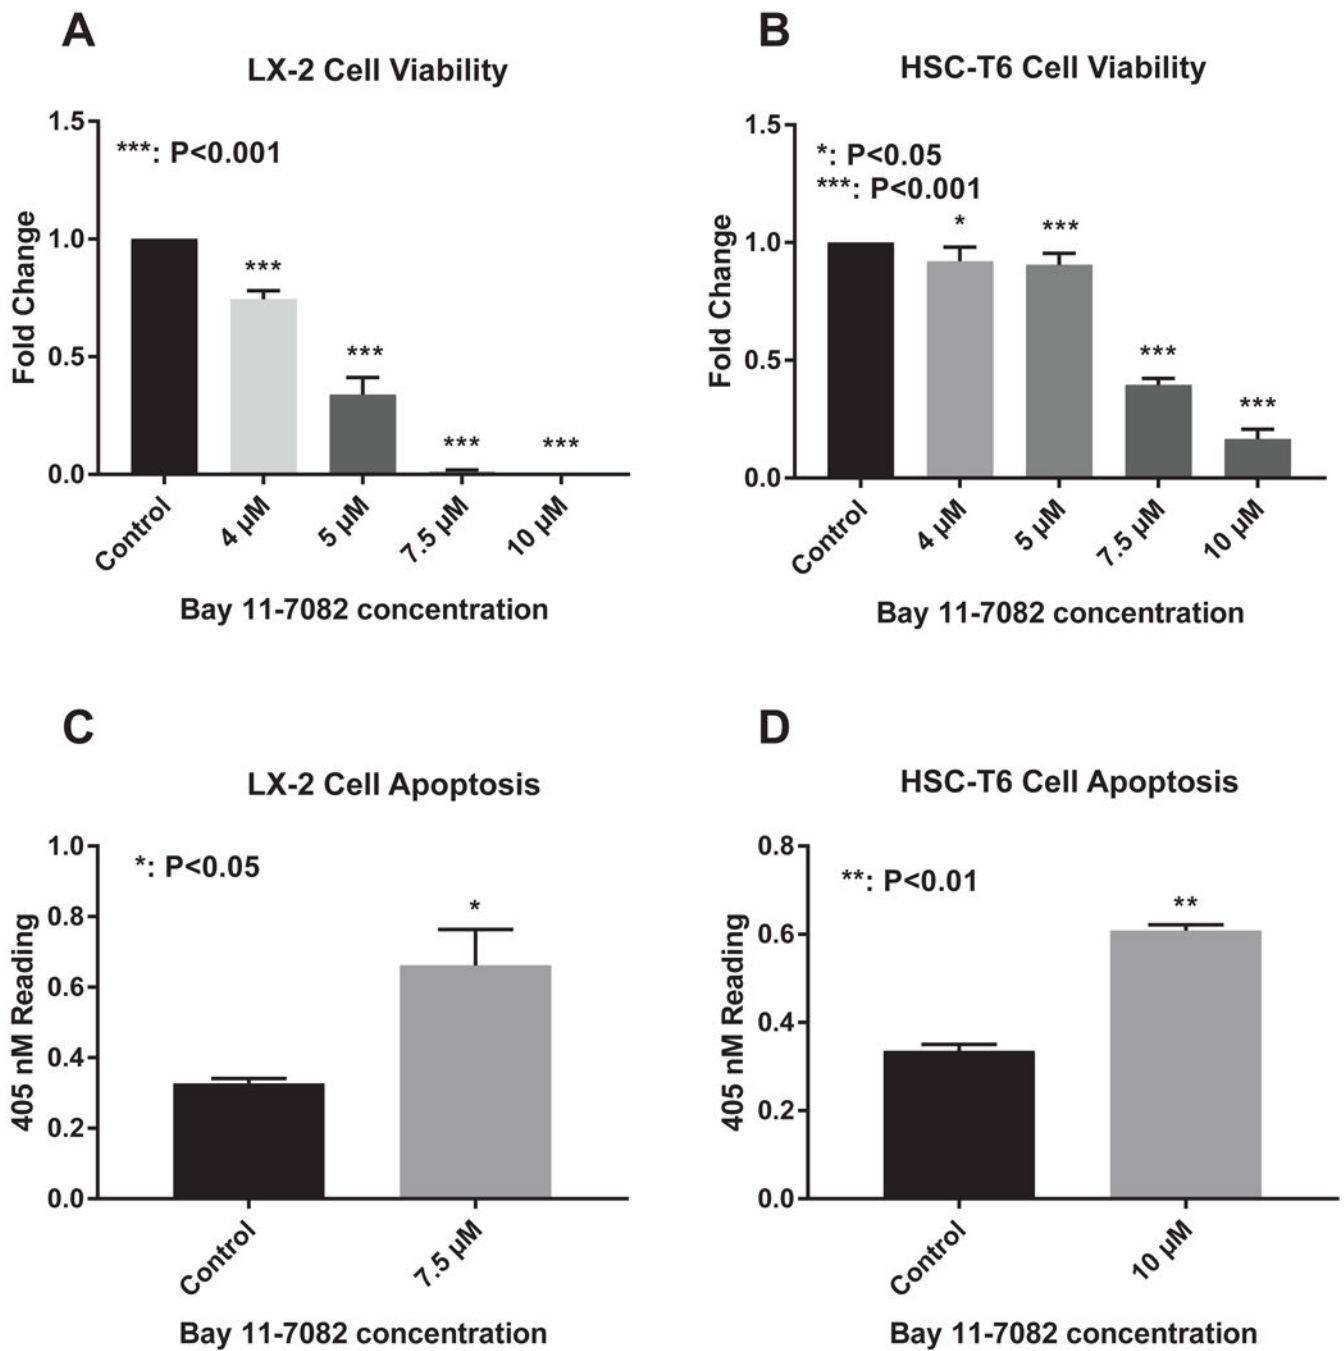 A
LX-2 Cell Viability
***: P<0.001
Fold Change
1.5
1.0
0.5
0.0
***
***
***
***
Control
4 µM
5 µM
7.5 µM
10 µM
Bay 11-7082 concentration
B
HSC-T6 Cell Viability
*: P<0.05
***: P<0.001
Fold Change
1.5
1.0
0.5
0.0
*
***
***
***
Control
4 µM
5 µM
7.5 µM
10 µM
Bay 11-7082 concentration
C
LX-2 Cell Apoptosis
*: P<0.05
405 nM Reading
1.0
0.8
0.6
0.4
0.2
0.0
*
Control
7.5 µM
Bay 11-7082 concentration
D
HSC-T6 Cell Apoptosis
**: P<0.01
405 nM Reading
0.8
0.6
0.4
0.2
0.0
**
Control
10 µM
Bay 11-7082 concentration